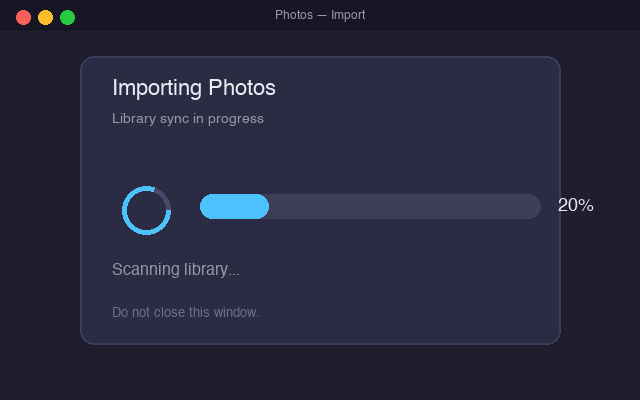 Photos — Import
Importing Photos
Library sync in progress
20%
Scanning library...
Do not close this window.